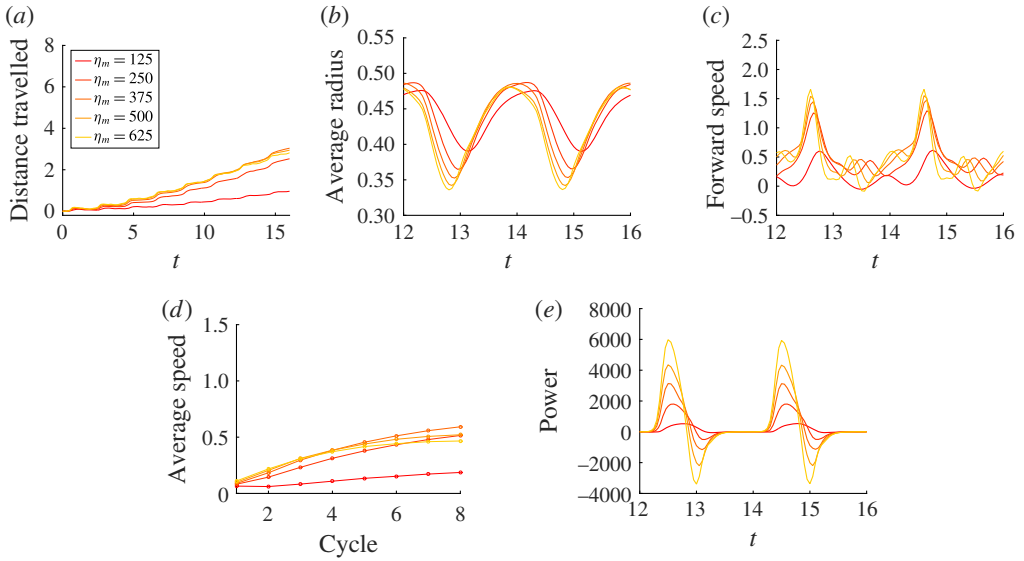 (a)
Distance travelled
8
6
4
2
0
0 5 10 15
t
ηm = 125
ηm = 250
ηm = 375
ηm = 500
ηm = 625
(b)
Average radius
0.55
0.50
0.45
0.40
0.35
0.30
12 13 14 15 16
t
(c)
Forward speed
2.5
2.0
1.5
1.0
0.5
0
−0.5
12 13 14 15 16
t
(d)
Average speed
1.5
1.0
0.5
0
2 4 6 8
Cycle
(e)
Power
8000
6000
4000
2000
0
−2000
−4000
12 13 14 15 16
t